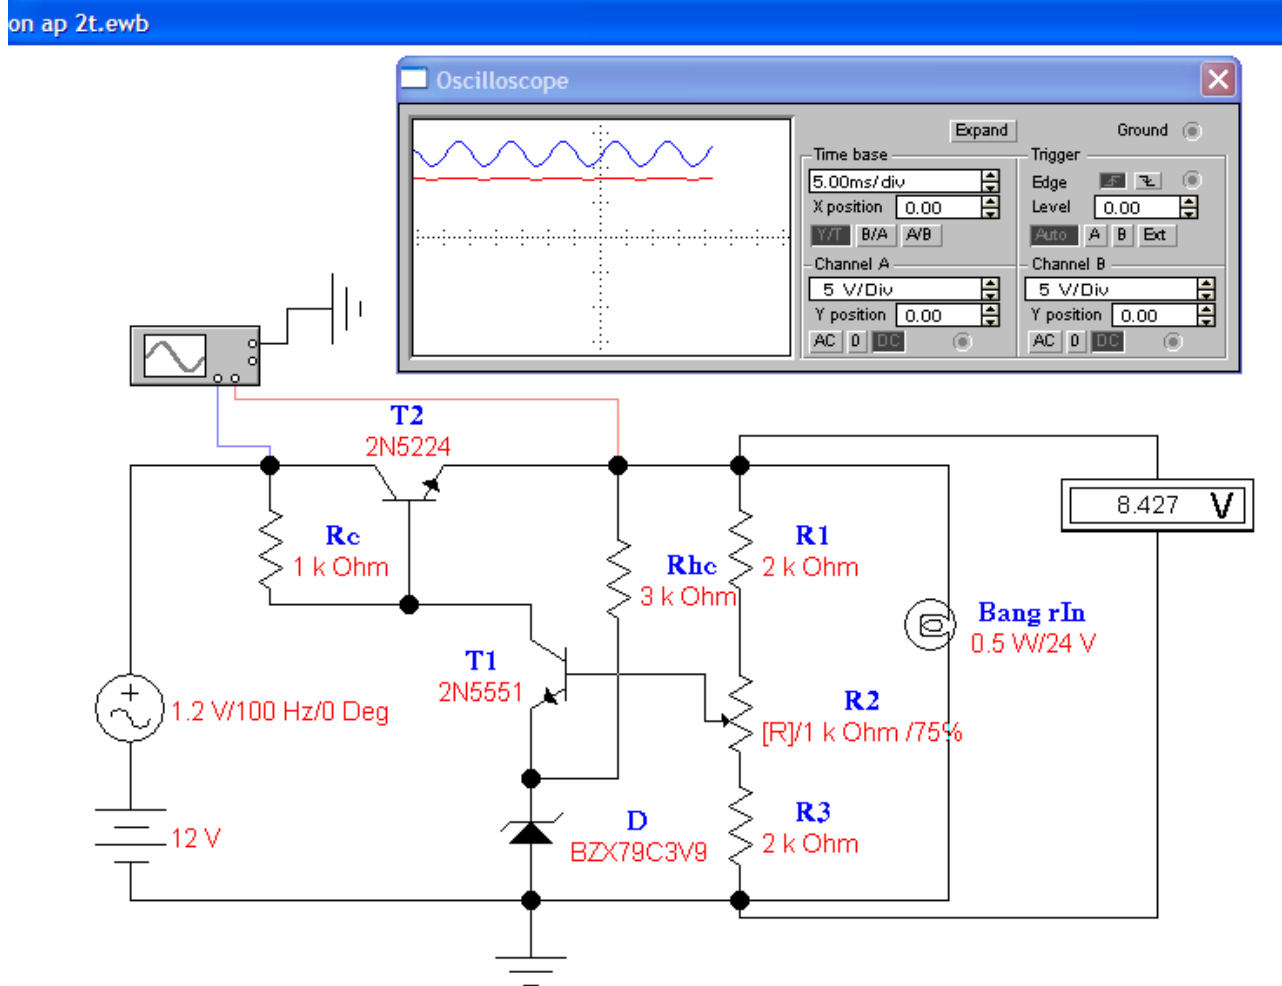 on ap 2t.ewb
Oscilloscope
Expand
Ground
Time base
Trigger
5.00ms/div
Edge
X position 0.00
Level 0.00
Y/T B/A A/B
Auto A B Ext
Channel A
Channel B
5 V/Div
5 V/Div
Y position 0.00
Y position 0.00
AC 0 DC
AC 0 DC
T2
2N5224
8.427 V
Rc
1 k Ohm
R1
2 k Ohm
Rhc
3 k Ohm
Bang rIn
0.5 W/24 V
T1
2N5551
1.2 V/100 Hz/0 Deg
R2
[R]/1 k Ohm /75%
12 V
D
BZX79C3V9
R3
2 k Ohm